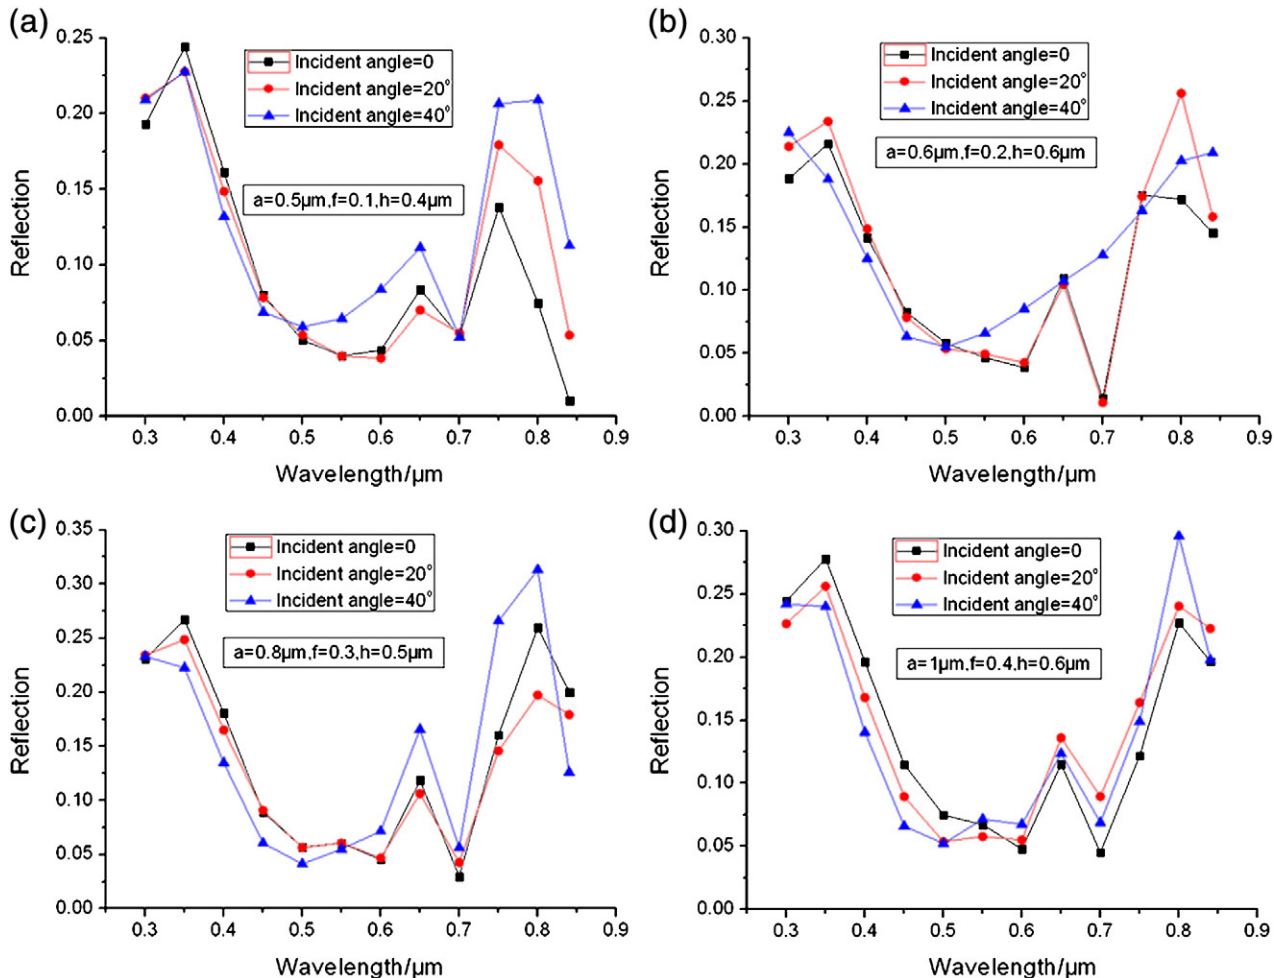 (a)
0.25
0.20
0.15
0.10
0.05
0.00
Reflection
Incident angle=0
Incident angle=20°
Incident angle=40°
a=0.5μm,f=0.1,h=0.4μm
0.3 0.4 0.5 0.6 0.7 0.8 0.9
Wavelength/μm
(b)
0.30
0.25
0.20
0.15
0.10
0.05
0.00
Reflection
Incident angle=0
Incident angle=20°
Incident angle=40°
a=0.6μm,f=0.2,h=0.6μm
0.3 0.4 0.5 0.6 0.7 0.8 0.9
Wavelength/μm
(c)
0.35
0.30
0.25
0.20
0.15
0.10
0.05
0.00
Reflection
Incident angle=0
Incident angle=20°
Incident angle=40°
a=0.8μm,f=0.3,h=0.5μm
0.3 0.4 0.5 0.6 0.7 0.8 0.9
Wavelength/μm
(d)
0.30
0.25
0.20
0.15
0.10
0.05
0.00
Reflection
Incident angle=0
Incident angle=20°
Incident angle=40°
a=1μm,f=0.4,h=0.6μm
0.3 0.4 0.5 0.6 0.7 0.8 0.9
Wavelength/μm